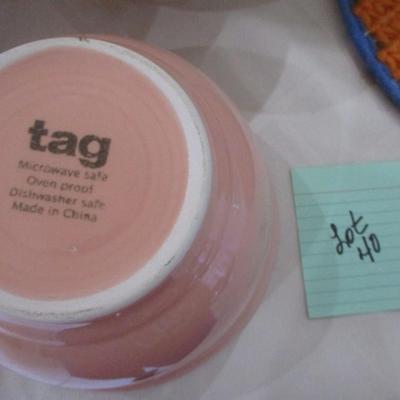 tag
Microwave safe
Oven proof
Dishwasher safe
Made in China
Lot
40